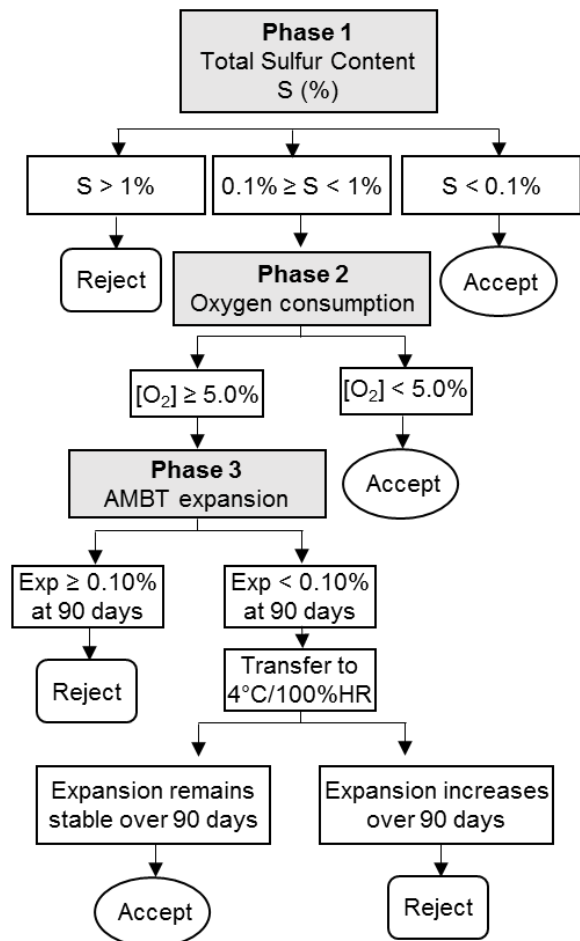 Phase 1
Total Sulfur Content
S (%)
S > 1%
0.1% ≥ S < 1%
S < 0.1%
Reject
Phase 2
Oxygen consumption
Accept
[O₂] ≥ 5.0%
[O₂] < 5.0%
Phase 3
AMBT expansion
Accept
Exp ≥ 0.10%
at 90 days
Exp < 0.10%
at 90 days
Reject
Transfer to
4°C/100%HR
Expansion remains
stable over 90 days
Expansion increases
over 90 days
Accept
Reject